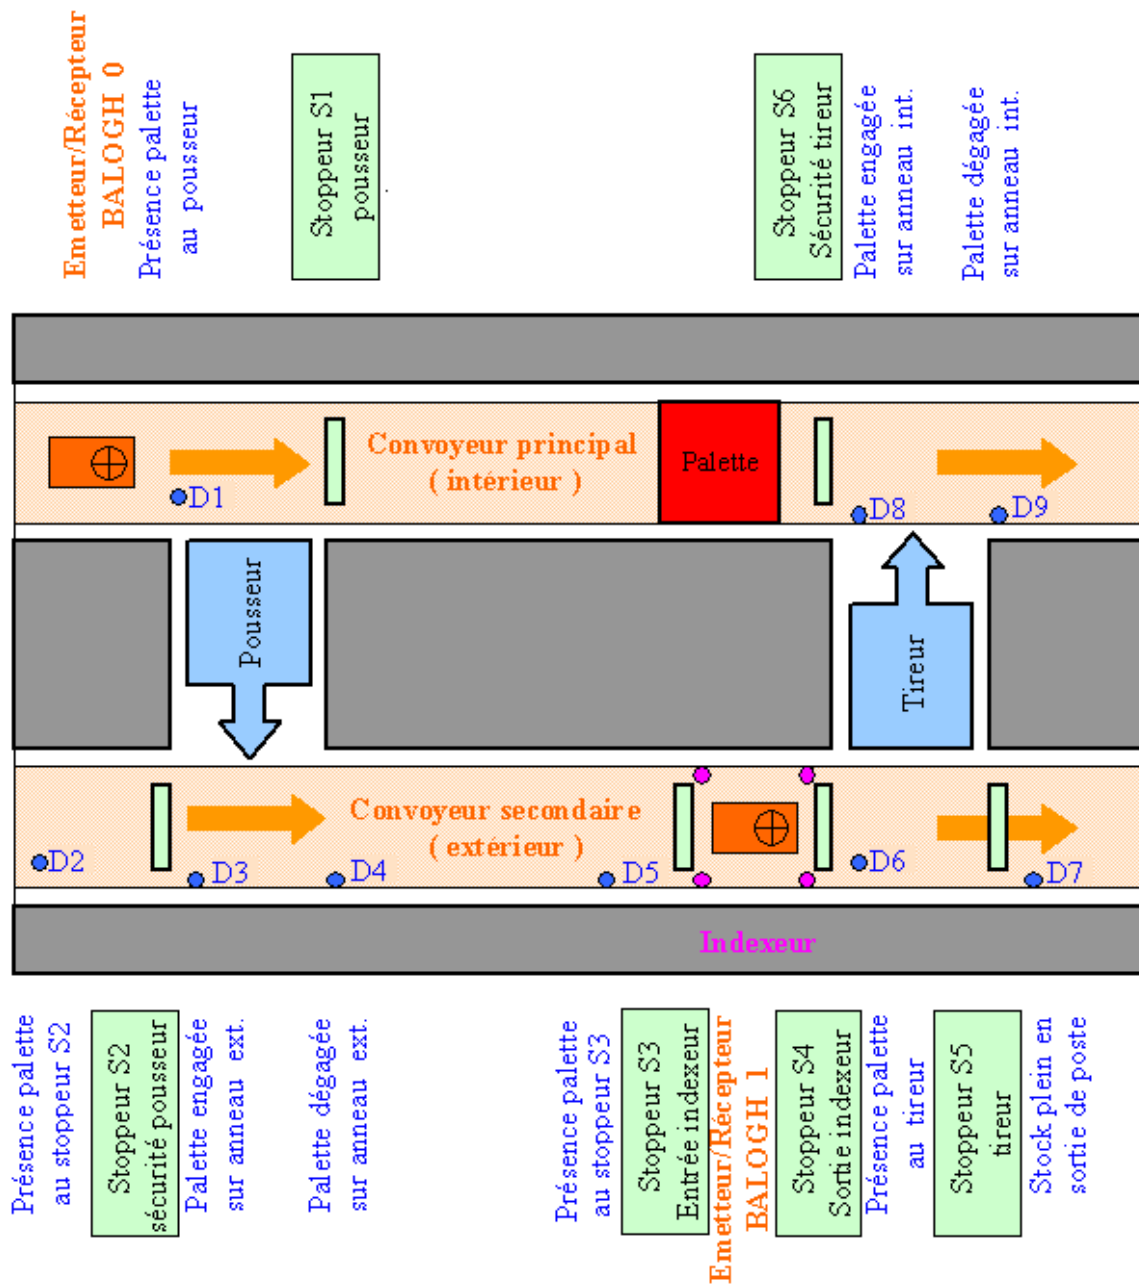 Emetteur/Récepteur
BALOGH 0
Présence palette
au pousseur
Stoppeur S1
pousseur
Stoppeur S6
Sécurité tireur
Palette engagée
sur anneau int.
Palette dégagée
sur anneau int.
Convoyeur principal
( intérieur )
Palette
D1
D8
D9
Pousseur
Tireur
Convoyeur secondaire
( extérieur )
D2
D3
D4
D5
D6
D7
Indexeur
Présence palette
au stoppeur S2
Stoppeur S2
sécurité pousseur
Palette engagée
sur anneau ext.
Palette dégagée
sur anneau ext.
Présence palette
au stoppeur S3
Stoppeur S3
Entrée indexeur
Emetteur/Récepteur
BALOGH 1
Stoppeur S4
Sortie indexeur
Présence palette
au tireur
Stoppeur S5
tireur
Stock plein en
sortie de poste